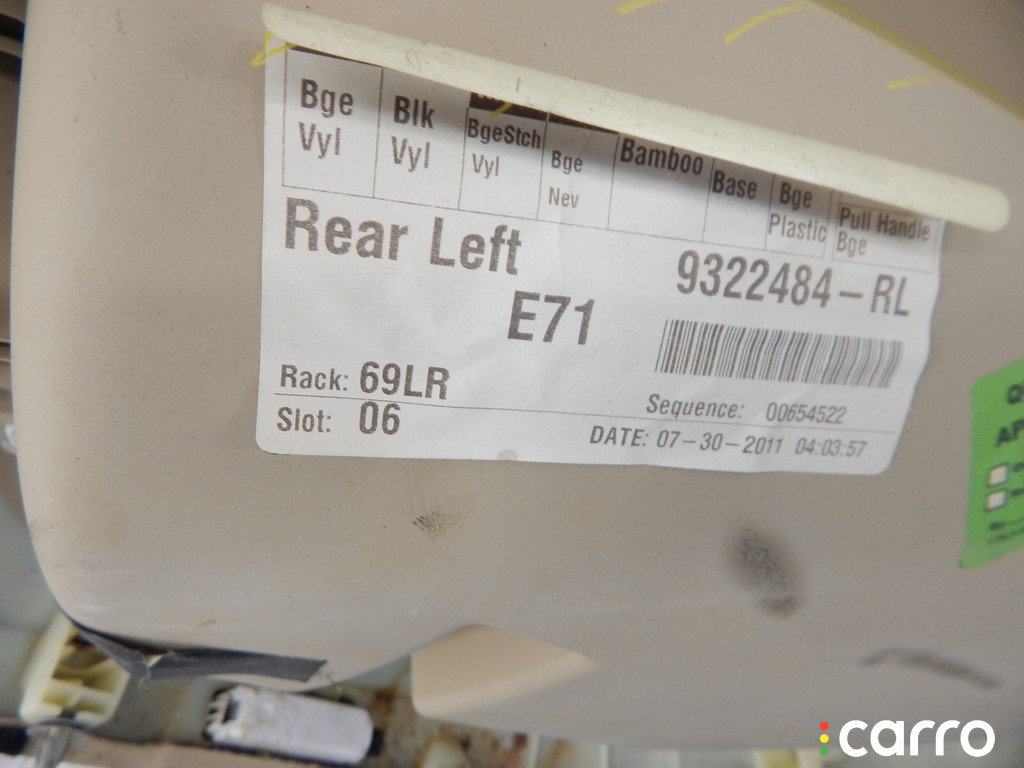 Bge Vyl
Blk Vyl
BgeStch Vyl
Bge Nev
Bamboo
Base
Bge Plastic
Pull Handle Bge
Rear Left
9322484-RL
E71
Rack: 69LR
Slot: 06
Sequence: 00654522
DATE: 07-30-2011 04:03:57
carro